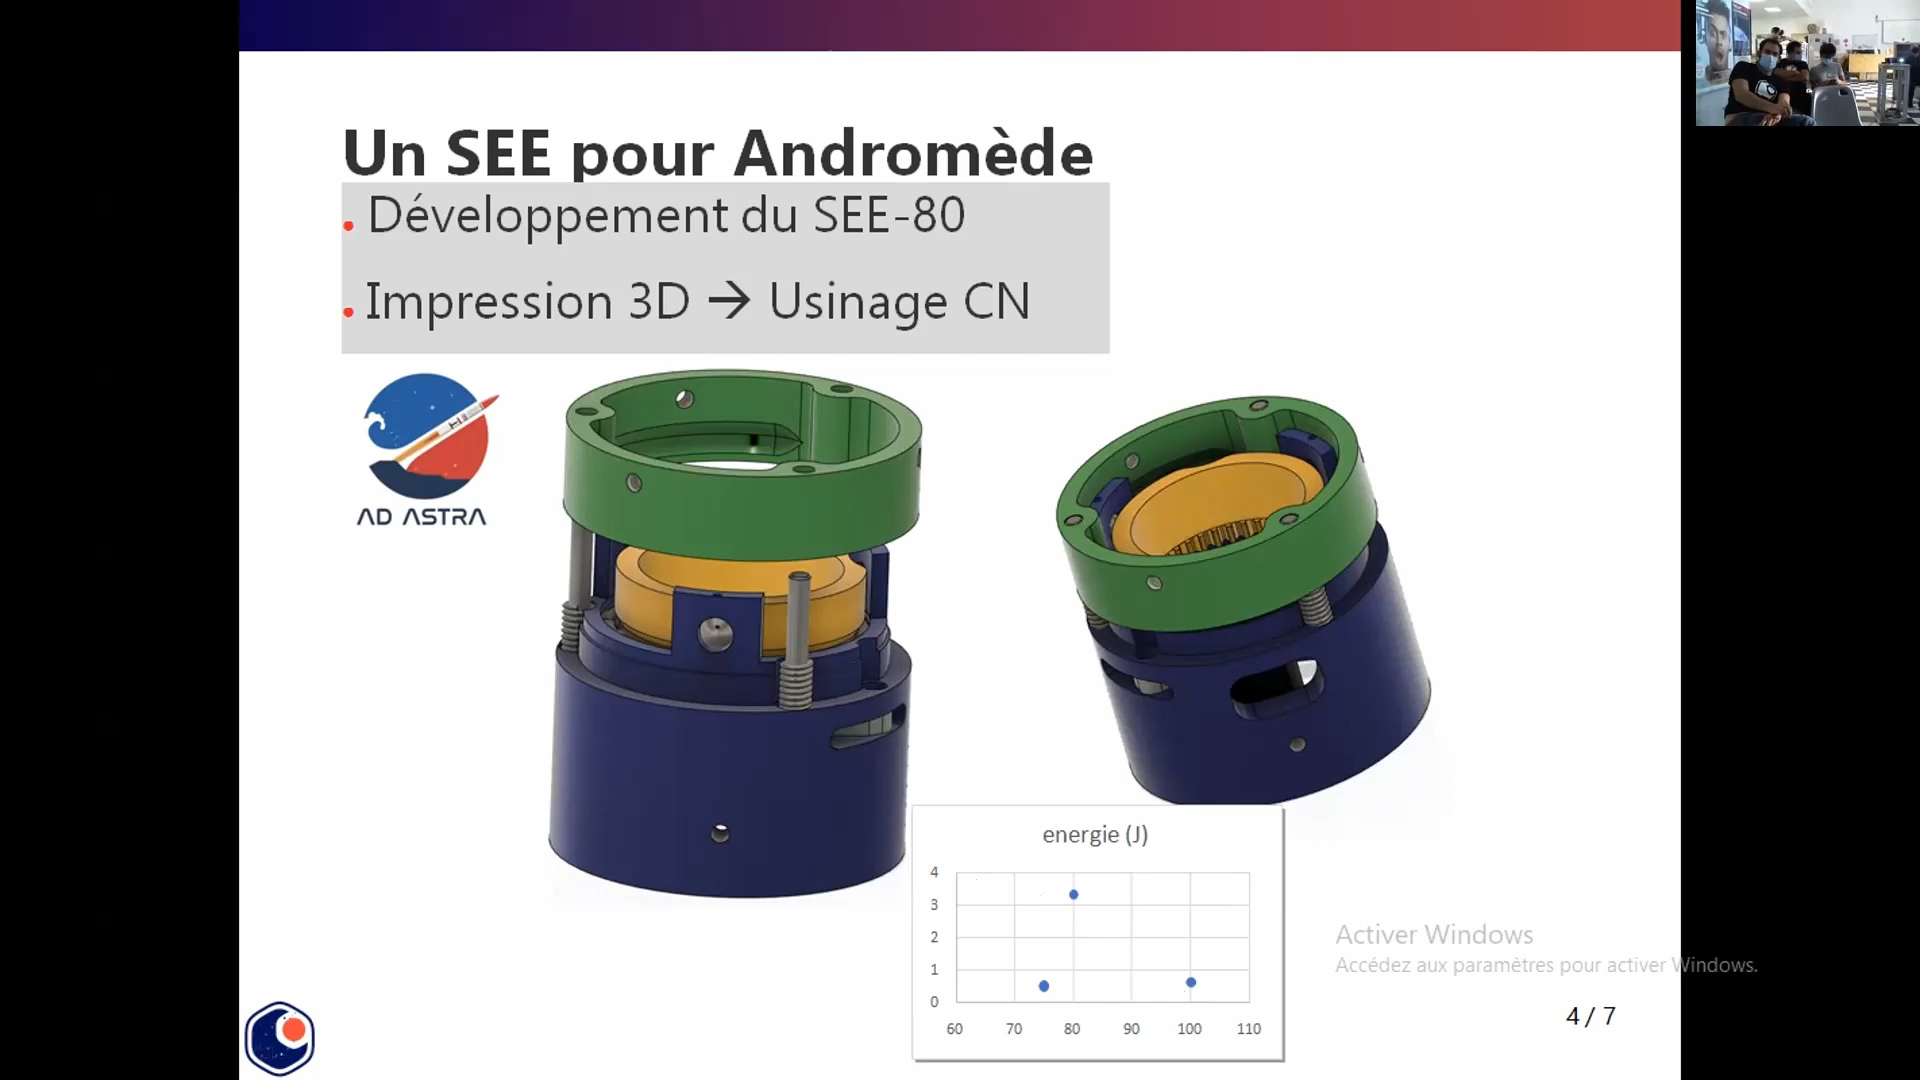 Un SEE pour Andromède
Développement du SEE-80
Impression 3D → Usinage CN
AD ASTRA
energie (J)
4
3
2
1
0
60 70 80 90 100 110
Activer Windows
Accédez aux paramètres pour activer Windows.
4 / 7